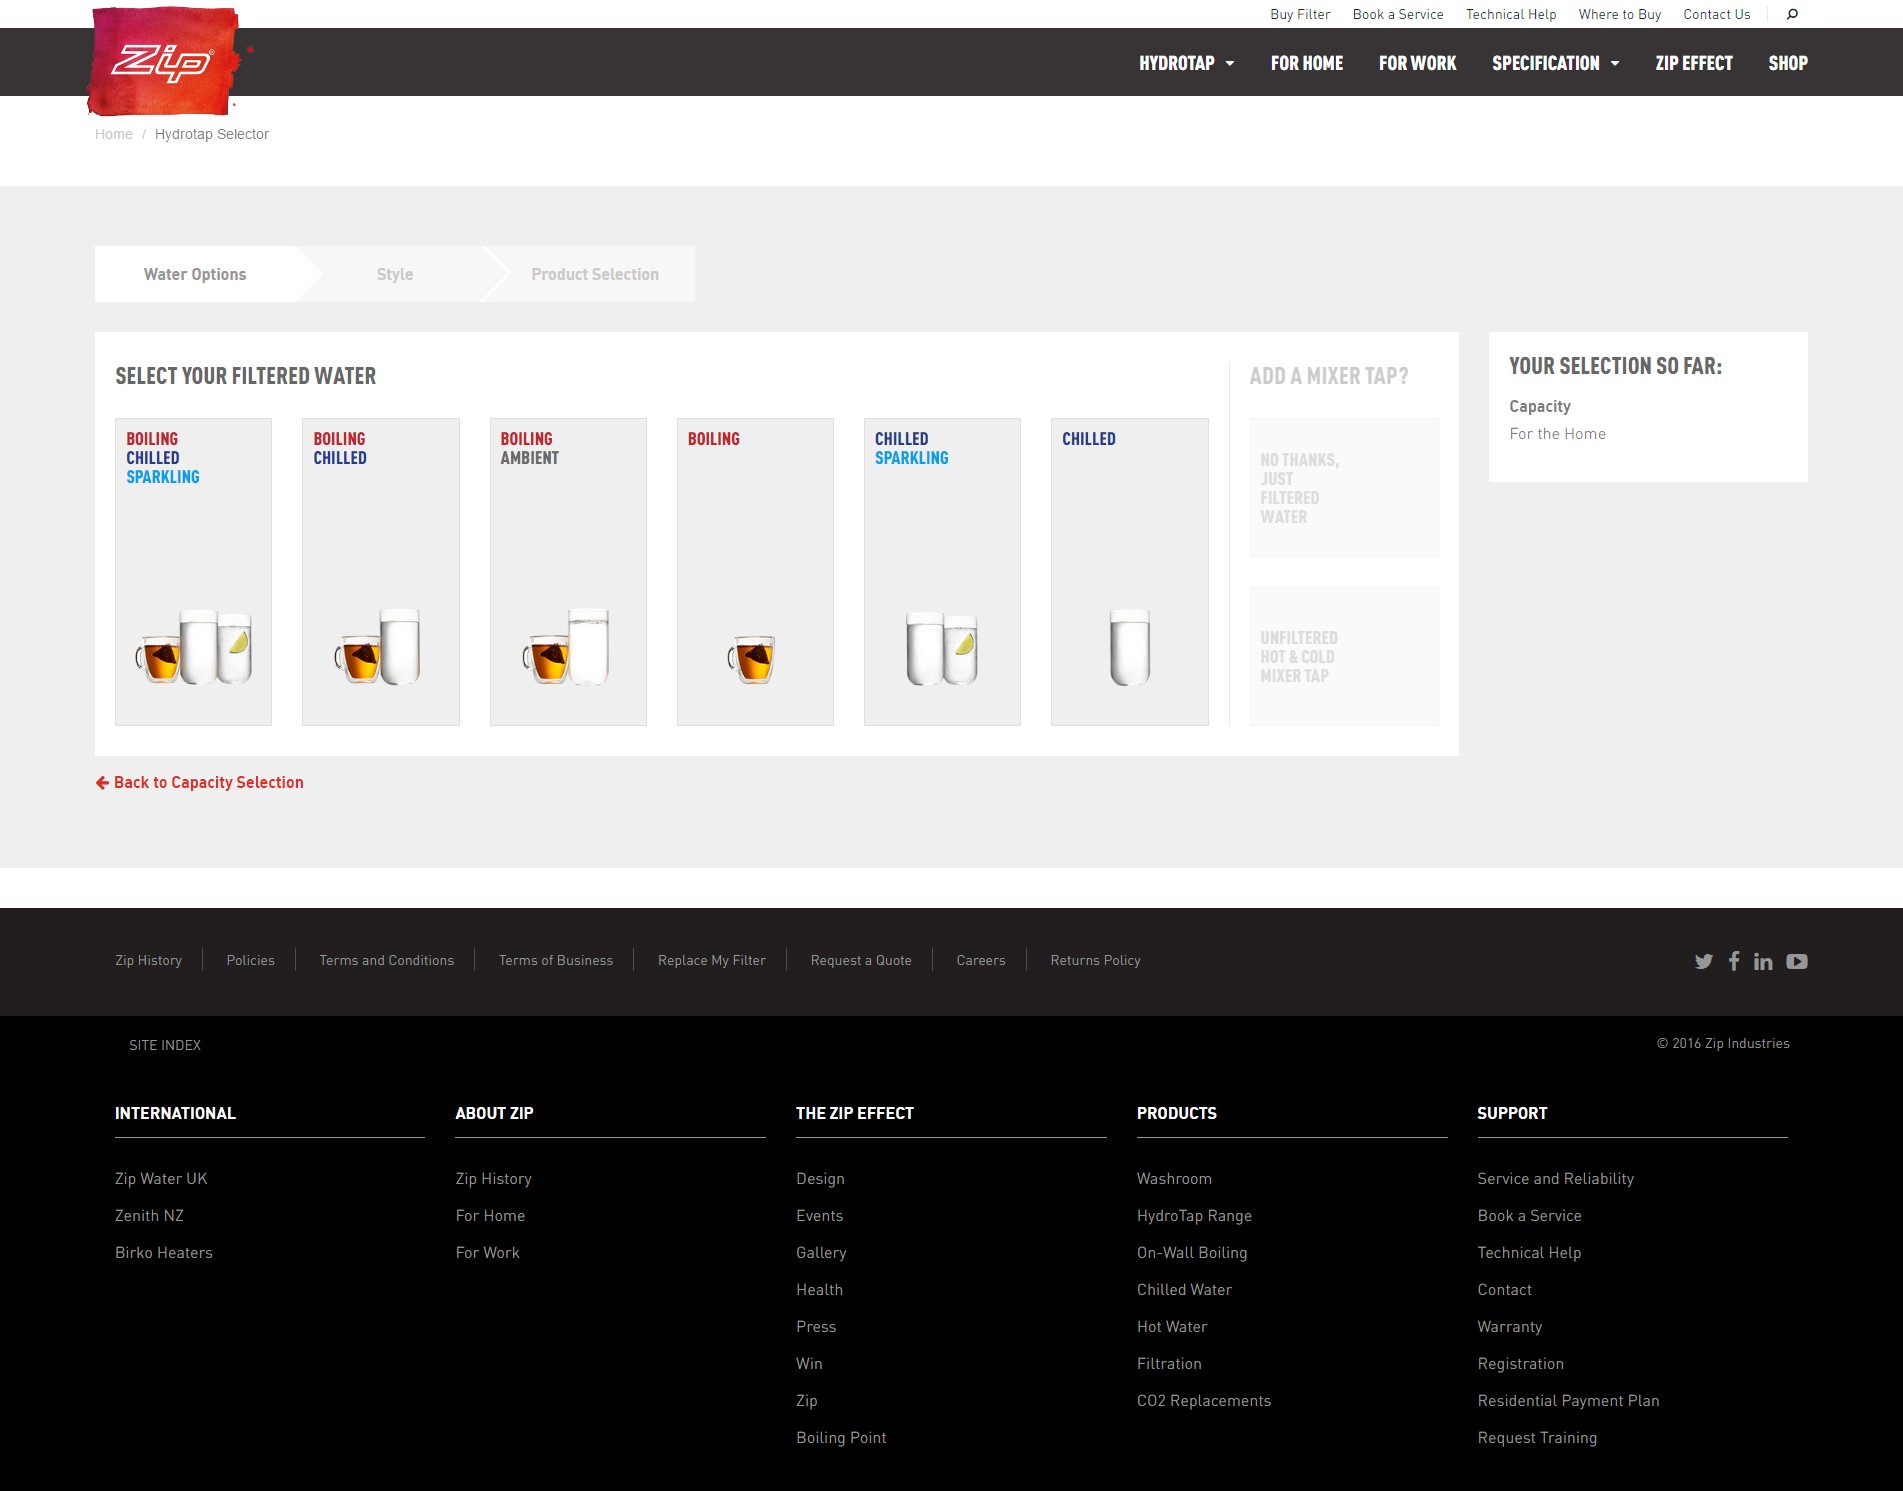 Buy Filter Book a Service Technical Help Where to Buy Contact Us
Zip®
HYDROTAP FOR HOME FOR WORK SPECIFICATION ZIP EFFECT SHOP
Home / Hydrotap Selector
Water Options Style Product Selection
SELECT YOUR FILTERED WATER
BOILING
CHILLED
SPARKLING
BOILING
CHILLED
BOILING
AMBIENT
BOILING
CHILLED
SPARKLING
CHILLED
ADD A MIXER TAP?
NO THANKS,
JUST
FILTERED
WATER
UNFILTERED
HOT & COLD
MIXER TAP
YOUR SELECTION SO FAR:
Capacity
For the Home
Back to Capacity Selection
Zip History Policies Terms and Conditions Terms of Business Replace My Filter Request a Quote Careers Returns Policy
SITE INDEX
© 2016 Zip Industries
INTERNATIONAL
Zip Water UK
Zenith NZ
Birko Heaters
ABOUT ZIP
Zip History
For Home
For Work
THE ZIP EFFECT
Design
Events
Gallery
Health
Press
Win
Zip
Boiling Point
PRODUCTS
Washroom
HydroTap Range
On-Wall Boiling
Chilled Water
Hot Water
Filtration
CO2 Replacements
SUPPORT
Service and Reliability
Book a Service
Technical Help
Contact
Warranty
Registration
Residential Payment Plan
Request Training